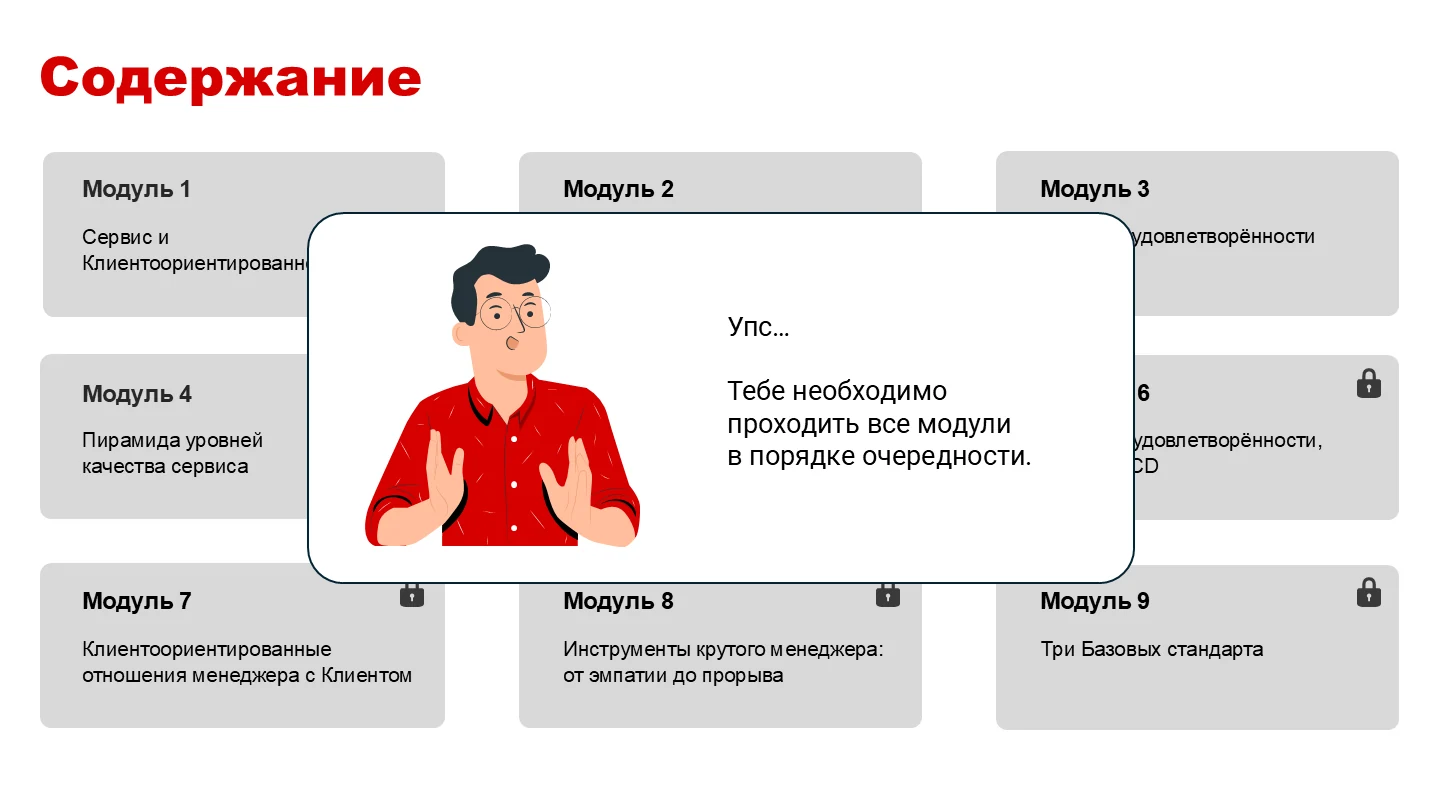 Содержание
Модуль 1
Модуль 2
Модуль 3
Сервис и
удовлетворённости
Упс...
Тебе необходимо
проходить все модули
в порядке очередности.
Модуль 4
6
Пирамида уровней
качества сервиса
удовлетворённости,
Модуль 7
Модуль 8
Модуль 9
Клиентоориентированные
отношения менеджера с Клиентом
Инструменты крутого менеджера:
от эмпатии до прорыва
Три Базовых стандарта